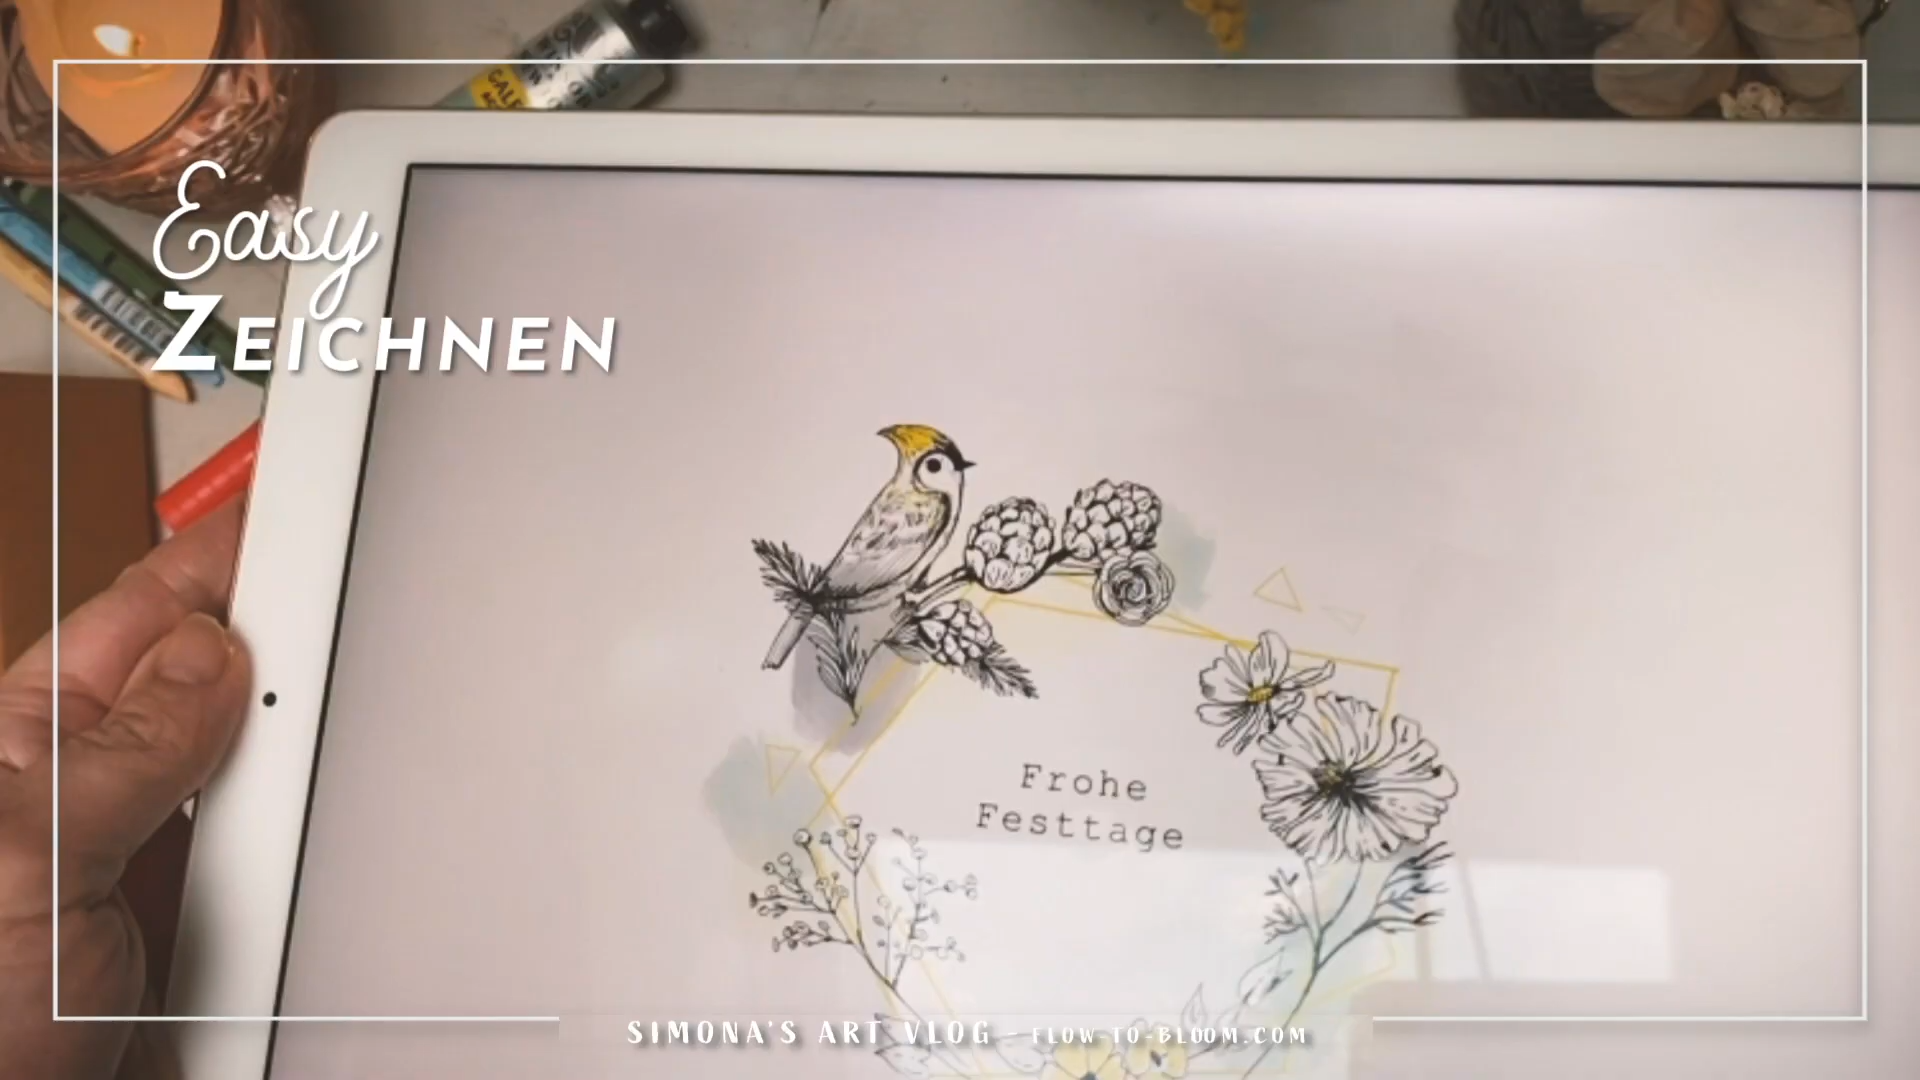 Easy
ZEICHNEN
Frohe
Festtage
SIMONA'S ART VLOG - FLOW-TO-BLOOM.COM